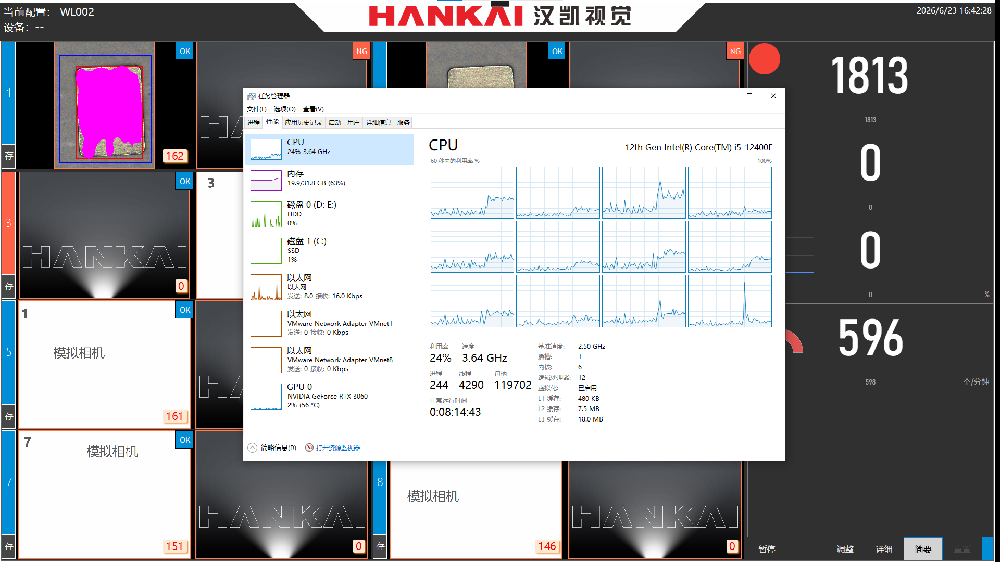 当前配置： WL002
设备：--
HANKAI 汉凯视觉
2026/6/23 16:42:28
1
存
OK
162
NG
OK
NG
HANKAI
3
存
OK
HANKAI
0
3
5
存
1
OK
模拟相机
161
7
存
7
OK
模拟相机
151
HANKAI
0
8
存
模拟相机
146
HANKAI
0
任务管理器
文件(F) 选项(O) 查看(V)
进程 性能 应用历史记录 启动 用户 详细信息 服务
CPU
24% 3.64 GHz
内存
19.9/31.8 GB (63%)
磁盘 0 (D: E:)
HDD
0%
磁盘 1 (C:)
SSD
1%
以太网
以太网
发送: 8.0 接收: 16.0 Kbps
以太网
VMware Network Adapter VMnet1
发送: 0 接收: 0 Kbps
以太网
VMware Network Adapter VMnet8
发送: 0 接收: 0 Kbps
GPU 0
NVIDIA GeForce RTX 3060
2% (56 °C)
CPU
12th Gen Intel(R) Core(TM) i5-12400F
60 秒内的利用率 %
100%
利用率 速度
24% 3.64 GHz
进程 线程 句柄
244 4290 119702
正常运行时间
0:08:14:43
基准速度: 2.50 GHz
插槽: 1
内核: 6
逻辑处理器: 12
虚拟化: 已启用
L1 缓存: 480 KB
L2 缓存: 7.5 MB
L3 缓存: 18.0 MB
简略信息(D) 打开资源监视器
1813
1813
0
0
0
0
%
596
598
个/分钟
暂停 调整 详细 简要 重置 =